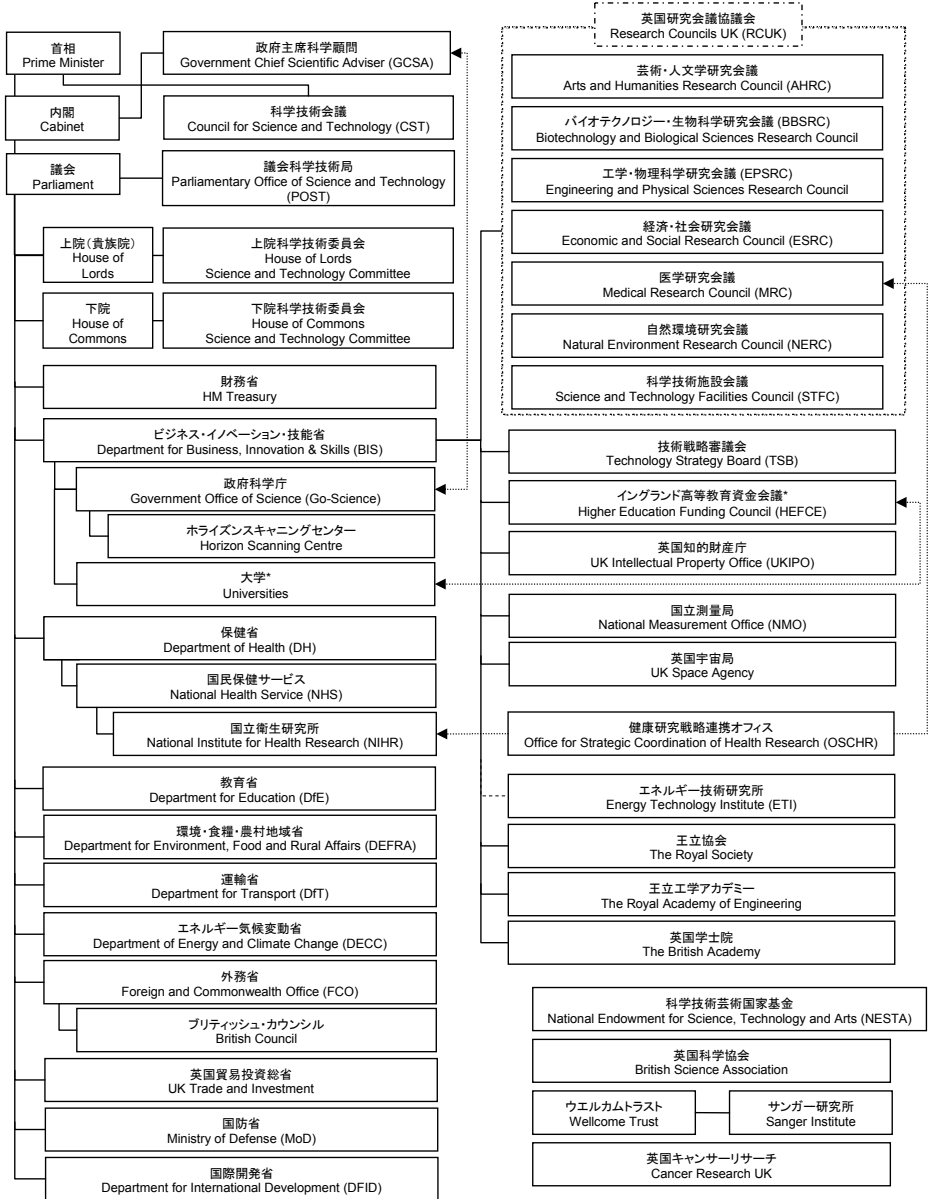 首相
Prime Minister
内閣
Cabinet
議会
Parliament
政府主席科学顧問
Government Chief Scientific Adviser (GCSA)
科学技術会議
Council for Science and Technology (CST)
議会科学技術局
Parliamentary Office of Science and Technology
(POST)
上院(貴族院)
House of
Lords
上院科学技術委員会
House of Lords
Science and Technology Committee
下院
House of
Commons
下院科学技術委員会
House of Commons
Science and Technology Committee
財務省
HM Treasury
ビジネス・イノベーション・技能省
Department for Business, Innovation & Skills (BIS)
政府科学庁
Government Office of Science (Go-Science)
ホライズンスキャニングセンター
Horizon Scanning Centre
大学*
Universities
保健省
Department of Health (DH)
国民保健サービス
National Health Service (NHS)
国立衛生研究所
National Institute for Health Research (NIHR)
教育省
Department for Education (DfE)
環境・食糧・農村地域省
Department for Environment, Food and Rural Affairs (DEFRA)
運輸省
Department for Transport (DfT)
エネルギー気候変動省
Department of Energy and Climate Change (DECC)
外務省
Foreign and Commonwealth Office (FCO)
ブリティッシュ・カウンシル
British Council
英国貿易投資総省
UK Trade and Investment
国防省
Ministry of Defense (MoD)
国際開発省
Department for International Development (DFID)
英国研究会議協議会
Research Councils UK (RCUK)
芸術・人文学研究会議
Arts and Humanities Research Council (AHRC)
バイオテクノロジー・生物科学研究会議 (BBSRC)
Biotechnology and Biological Sciences Research Council
工学・物理科学研究会議 (EPSRC)
Engineering and Physical Sciences Research Council
経済・社会研究会議
Economic and Social Research Council (ESRC)
医学研究会議
Medical Research Council (MRC)
自然環境研究会議
Natural Environment Research Council (NERC)
科学技術施設会議
Science and Technology Facilities Council (STFC)
技術戦略審議会
Technology Strategy Board (TSB)
イングランド高等教育資金会議*
Higher Education Funding Council (HEFCE)
英国知的財産庁
UK Intellectual Property Office (UKIPO)
国立測量局
National Measurement Office (NMO)
英国宇宙局
UK Space Agency
健康研究戦略連携オフィス
Office for Strategic Coordination of Health Research (OSCHR)
エネルギー技術研究所
Energy Technology Institute (ETI)
王立協会
The Royal Society
王立工学アカデミー
The Royal Academy of Engineering
英国学士院
The British Academy
科学技術芸術国家基金
National Endowment for Science, Technology and Arts (NESTA)
英国科学協会
British Science Association
ウエルカムトラスト
Wellcome Trust
サンガー研究所
Sanger Institute
英国キャンサーリサーチ
Cancer Research UK